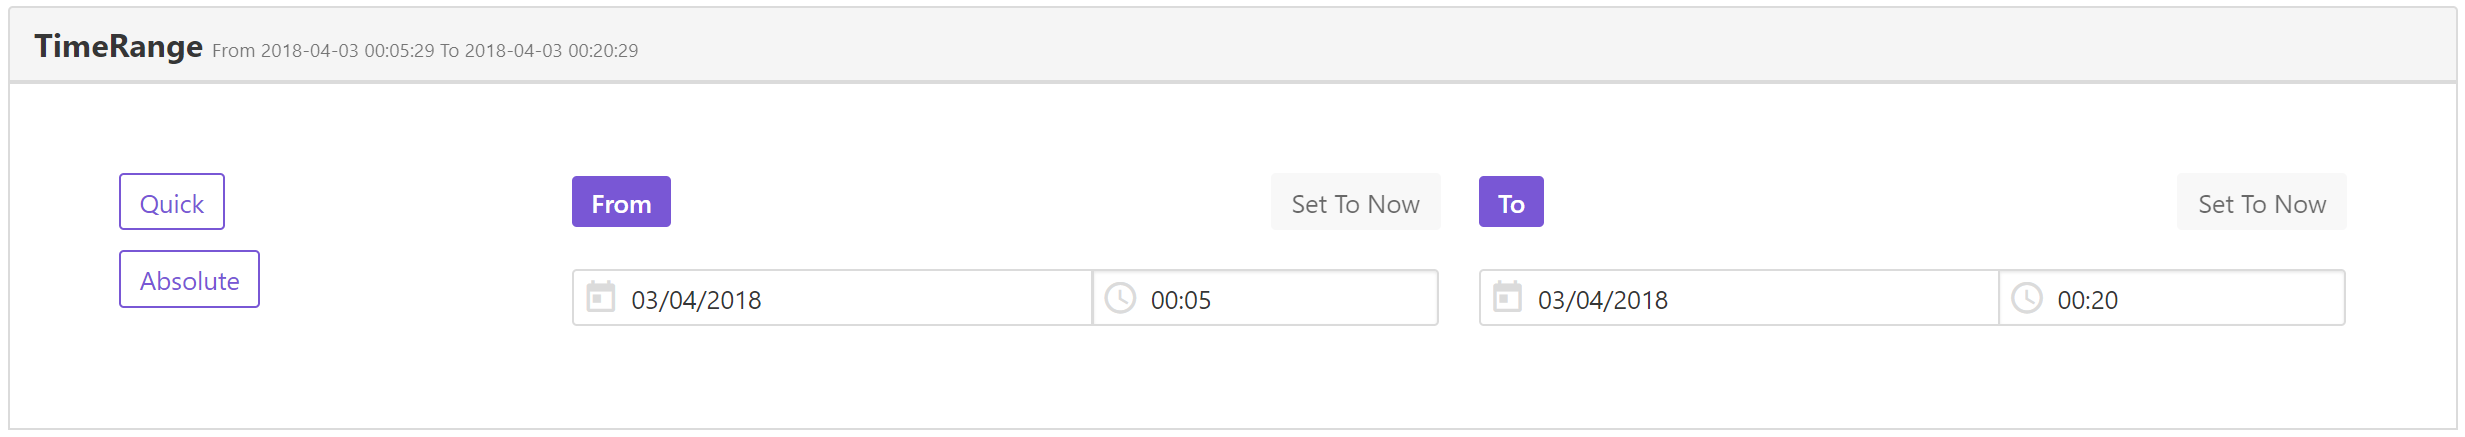 TimeRange From 2018-04-03 00:05:29 To 2018-04-03 00:20:29
Quick
From
Set To Now
To
Set To Now
Absolute
03/04/2018
00:05
03/04/2018
00:20